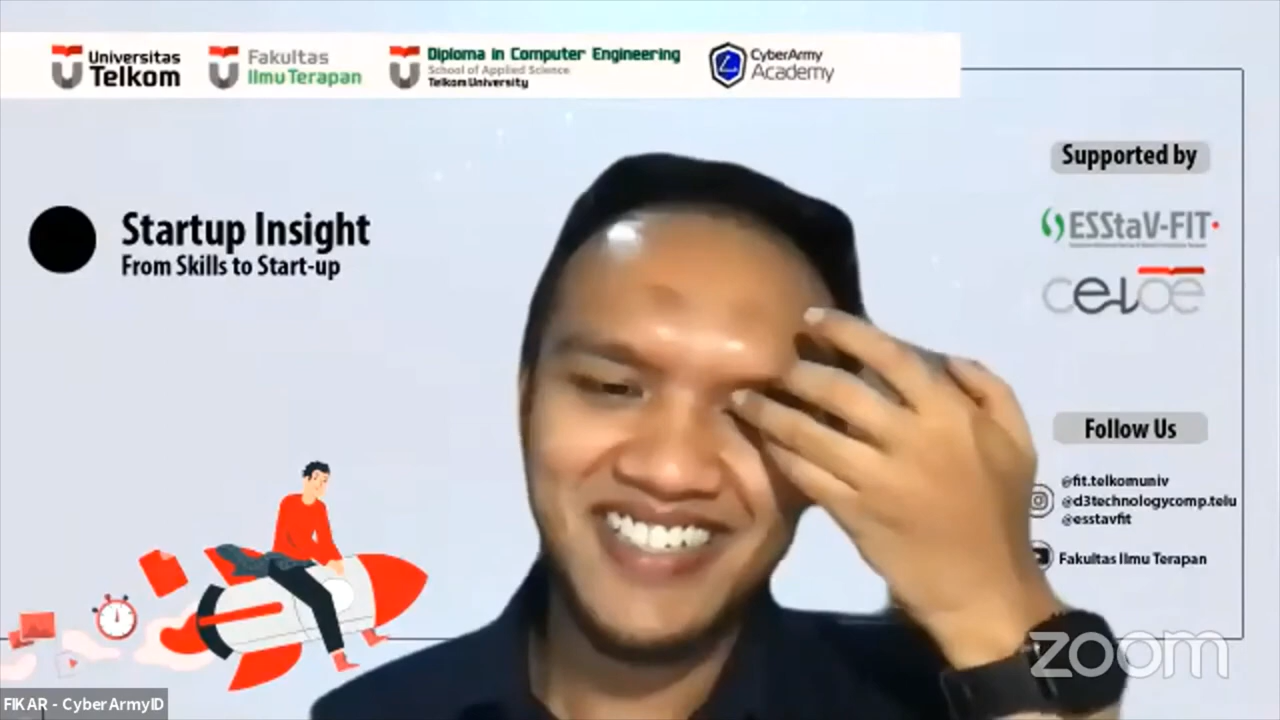 Universitas
Telkom
Fakultas
Ilmu Terapan
Diploma in Computer Engineering
School of Applied Science
Telkom University
CyberArmy
Academy
Supported by
Startup Insight
From Skills to Start-up
ESStaV-FIT
celoe
Follow Us
@fit.telkomuniv
@d3technologycomp.telu
@esstavfit
Fakultas Ilmu Terapan
zoom
FIKAR - CyberArmyID